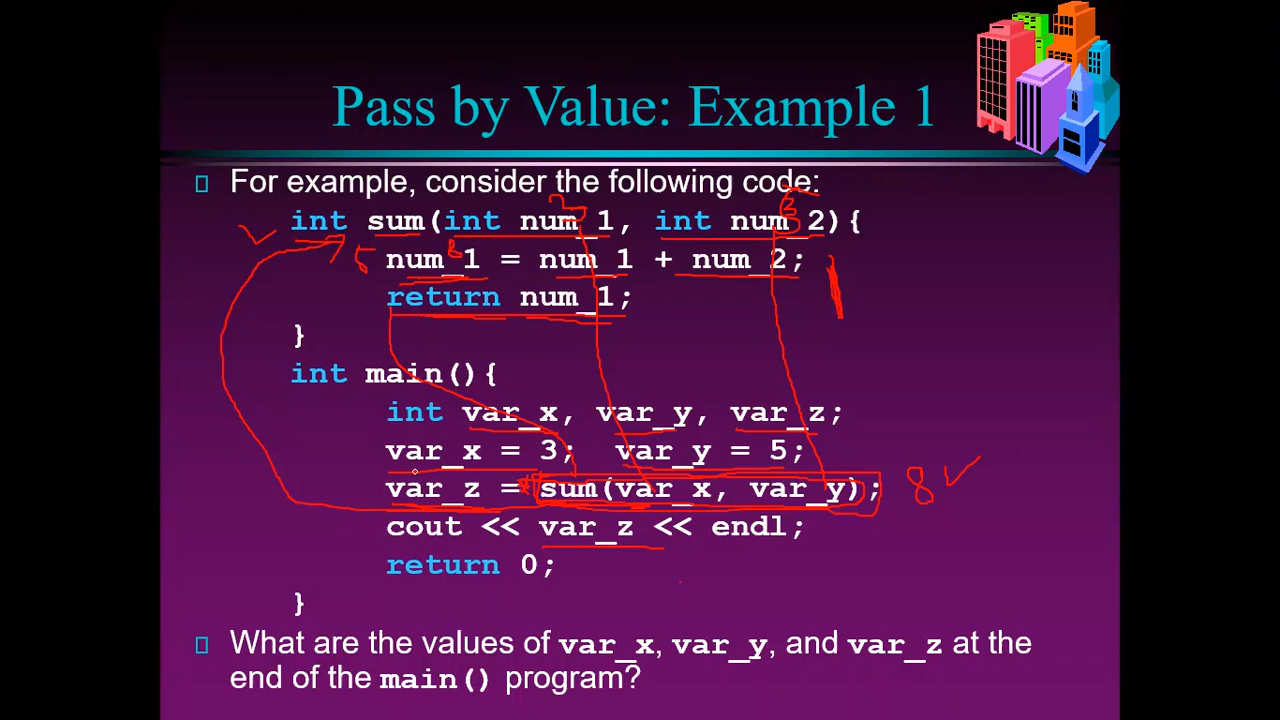 Pass by Value: Example 1
For example, consider the following code:
int sum(int num_1, int num_2){
num_1 = num_1 + num_2;
return num_1;
}
int main(){
int var_x, var_y, var_z;
var_x = 3; var_y = 5;
var_z = sum(var_x, var_y);
8
cout << var_z << endl;
return 0;
}
What are the values of var_x, var_y, and var_z at the
end of the main() program?